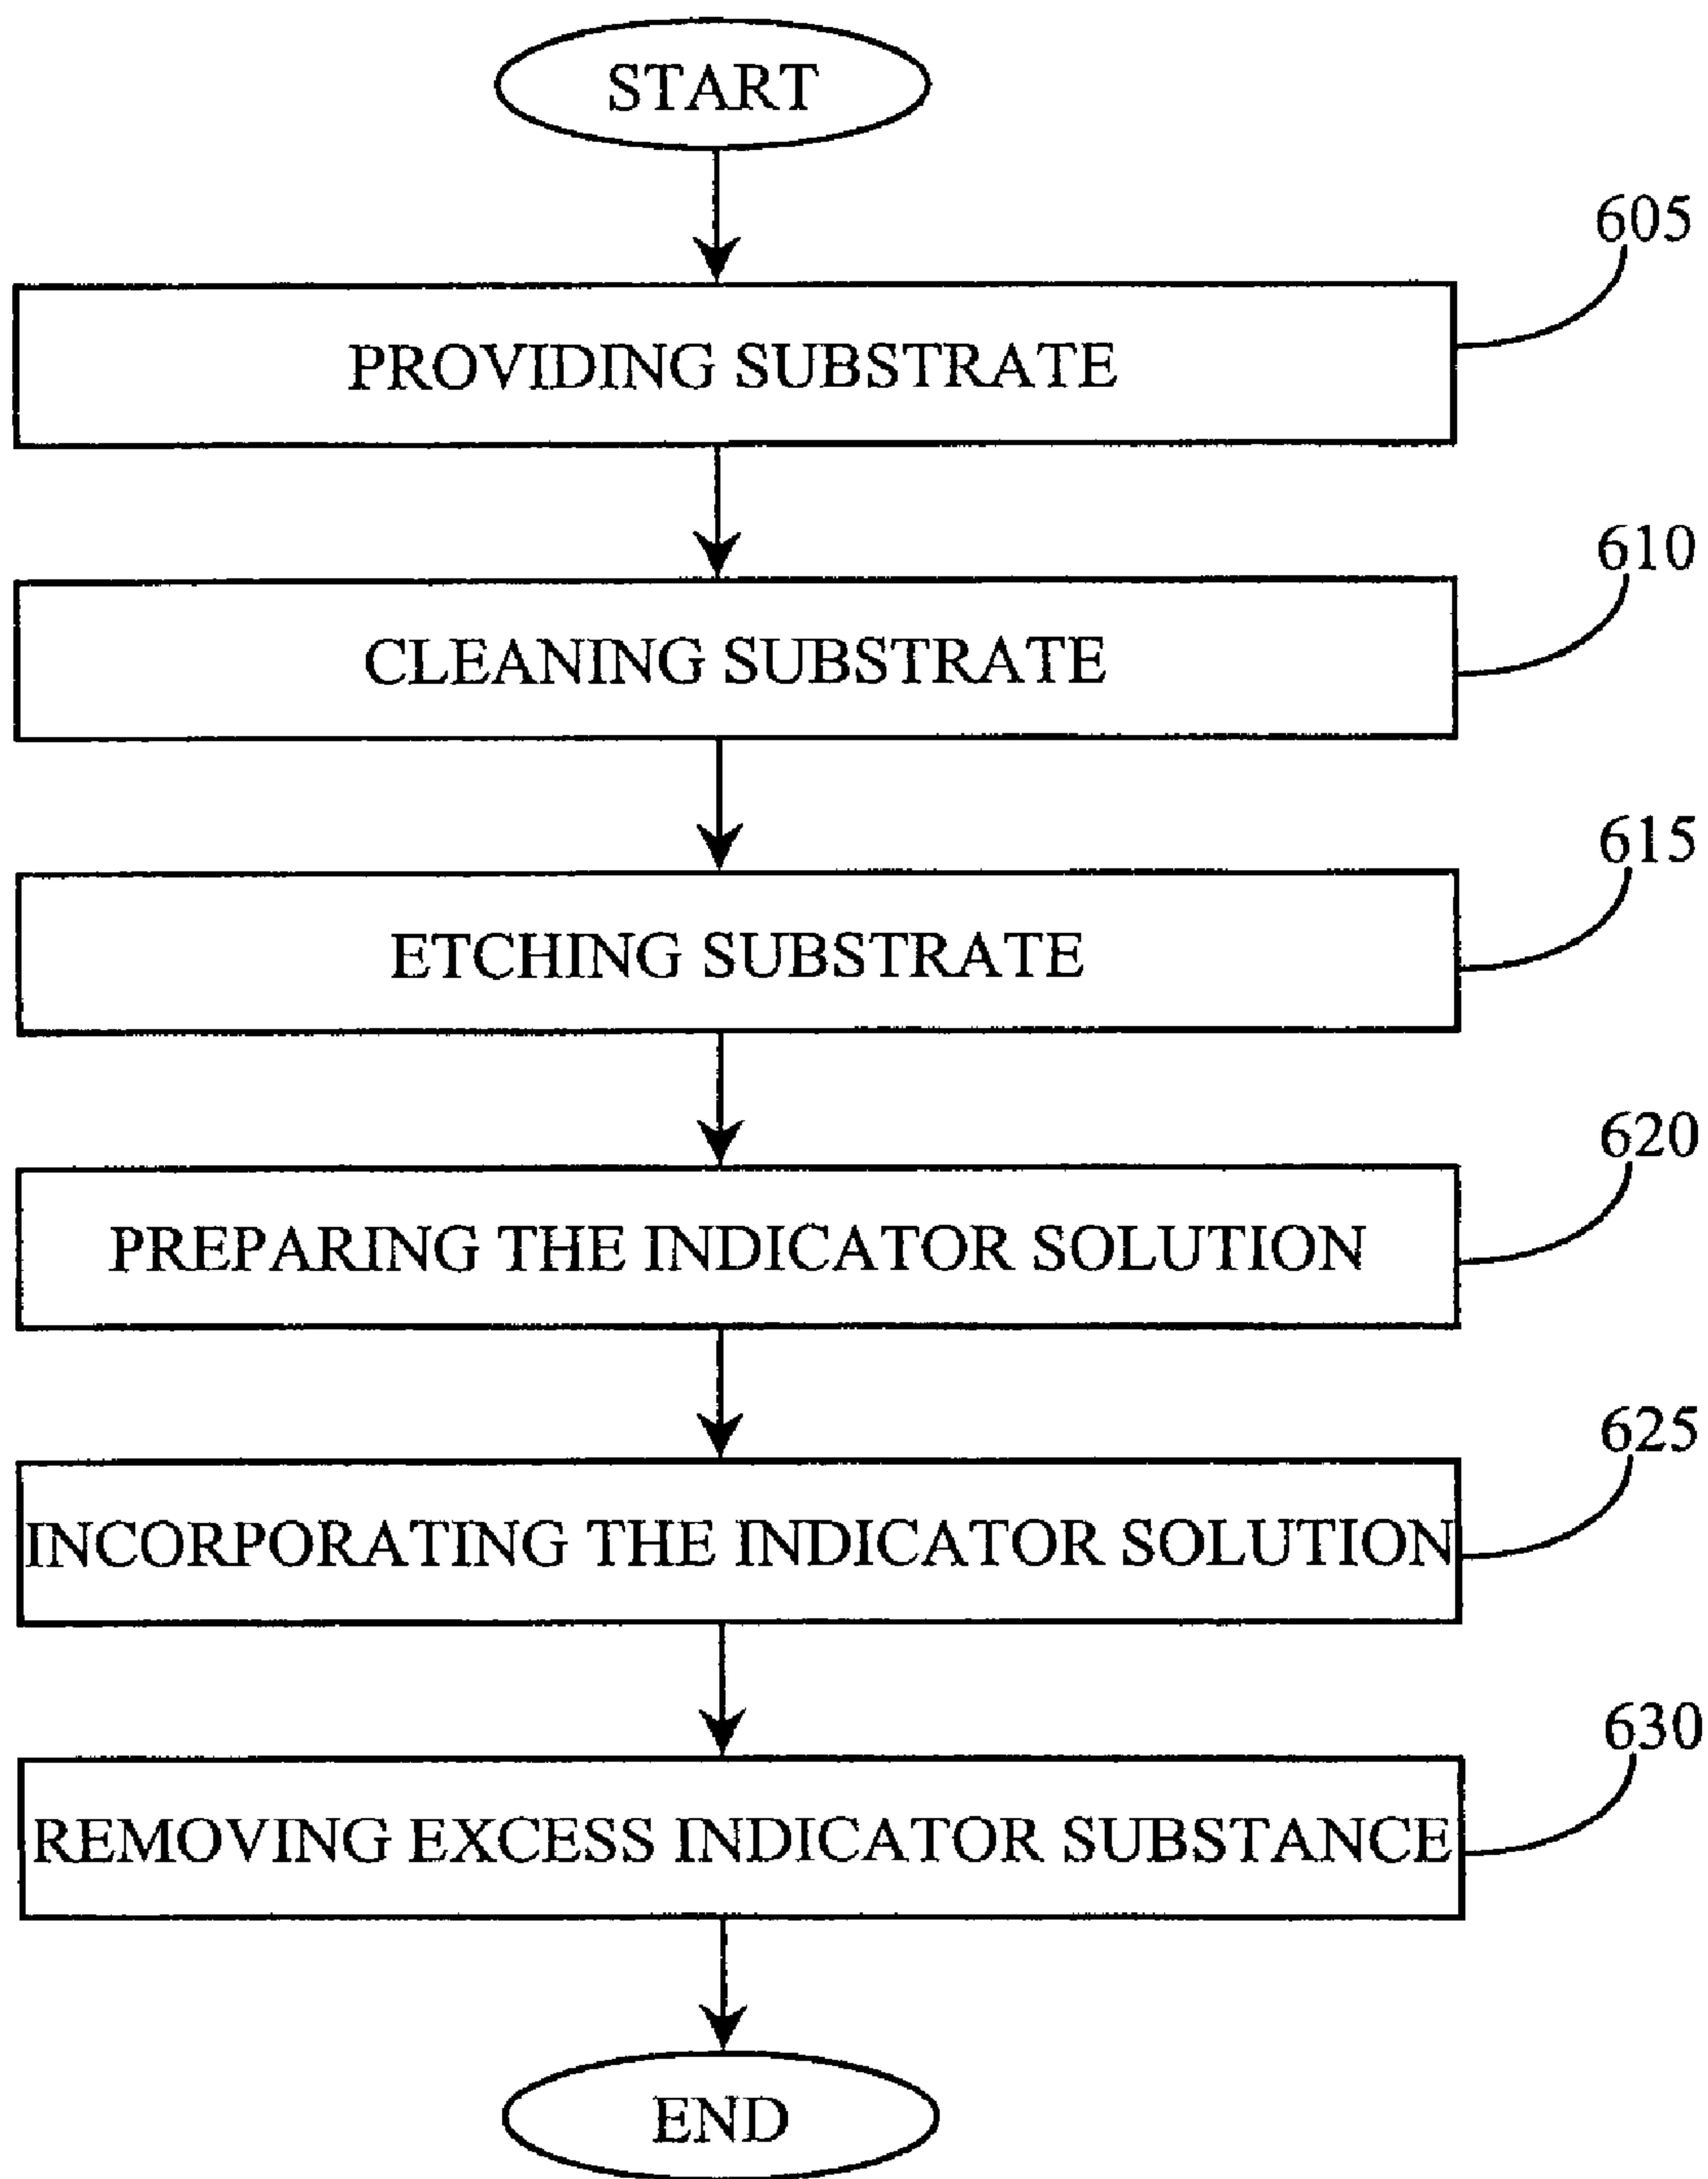 START
605
PROVIDING SUBSTRATE
610
CLEANING SUBSTRATE
615
ETCHING SUBSTRATE
620
PREPARING THE INDICATOR SOLUTION
625
INCORPORATING THE INDICATOR SOLUTION
630
REMOVING EXCESS INDICATOR SUBSTANCE
END